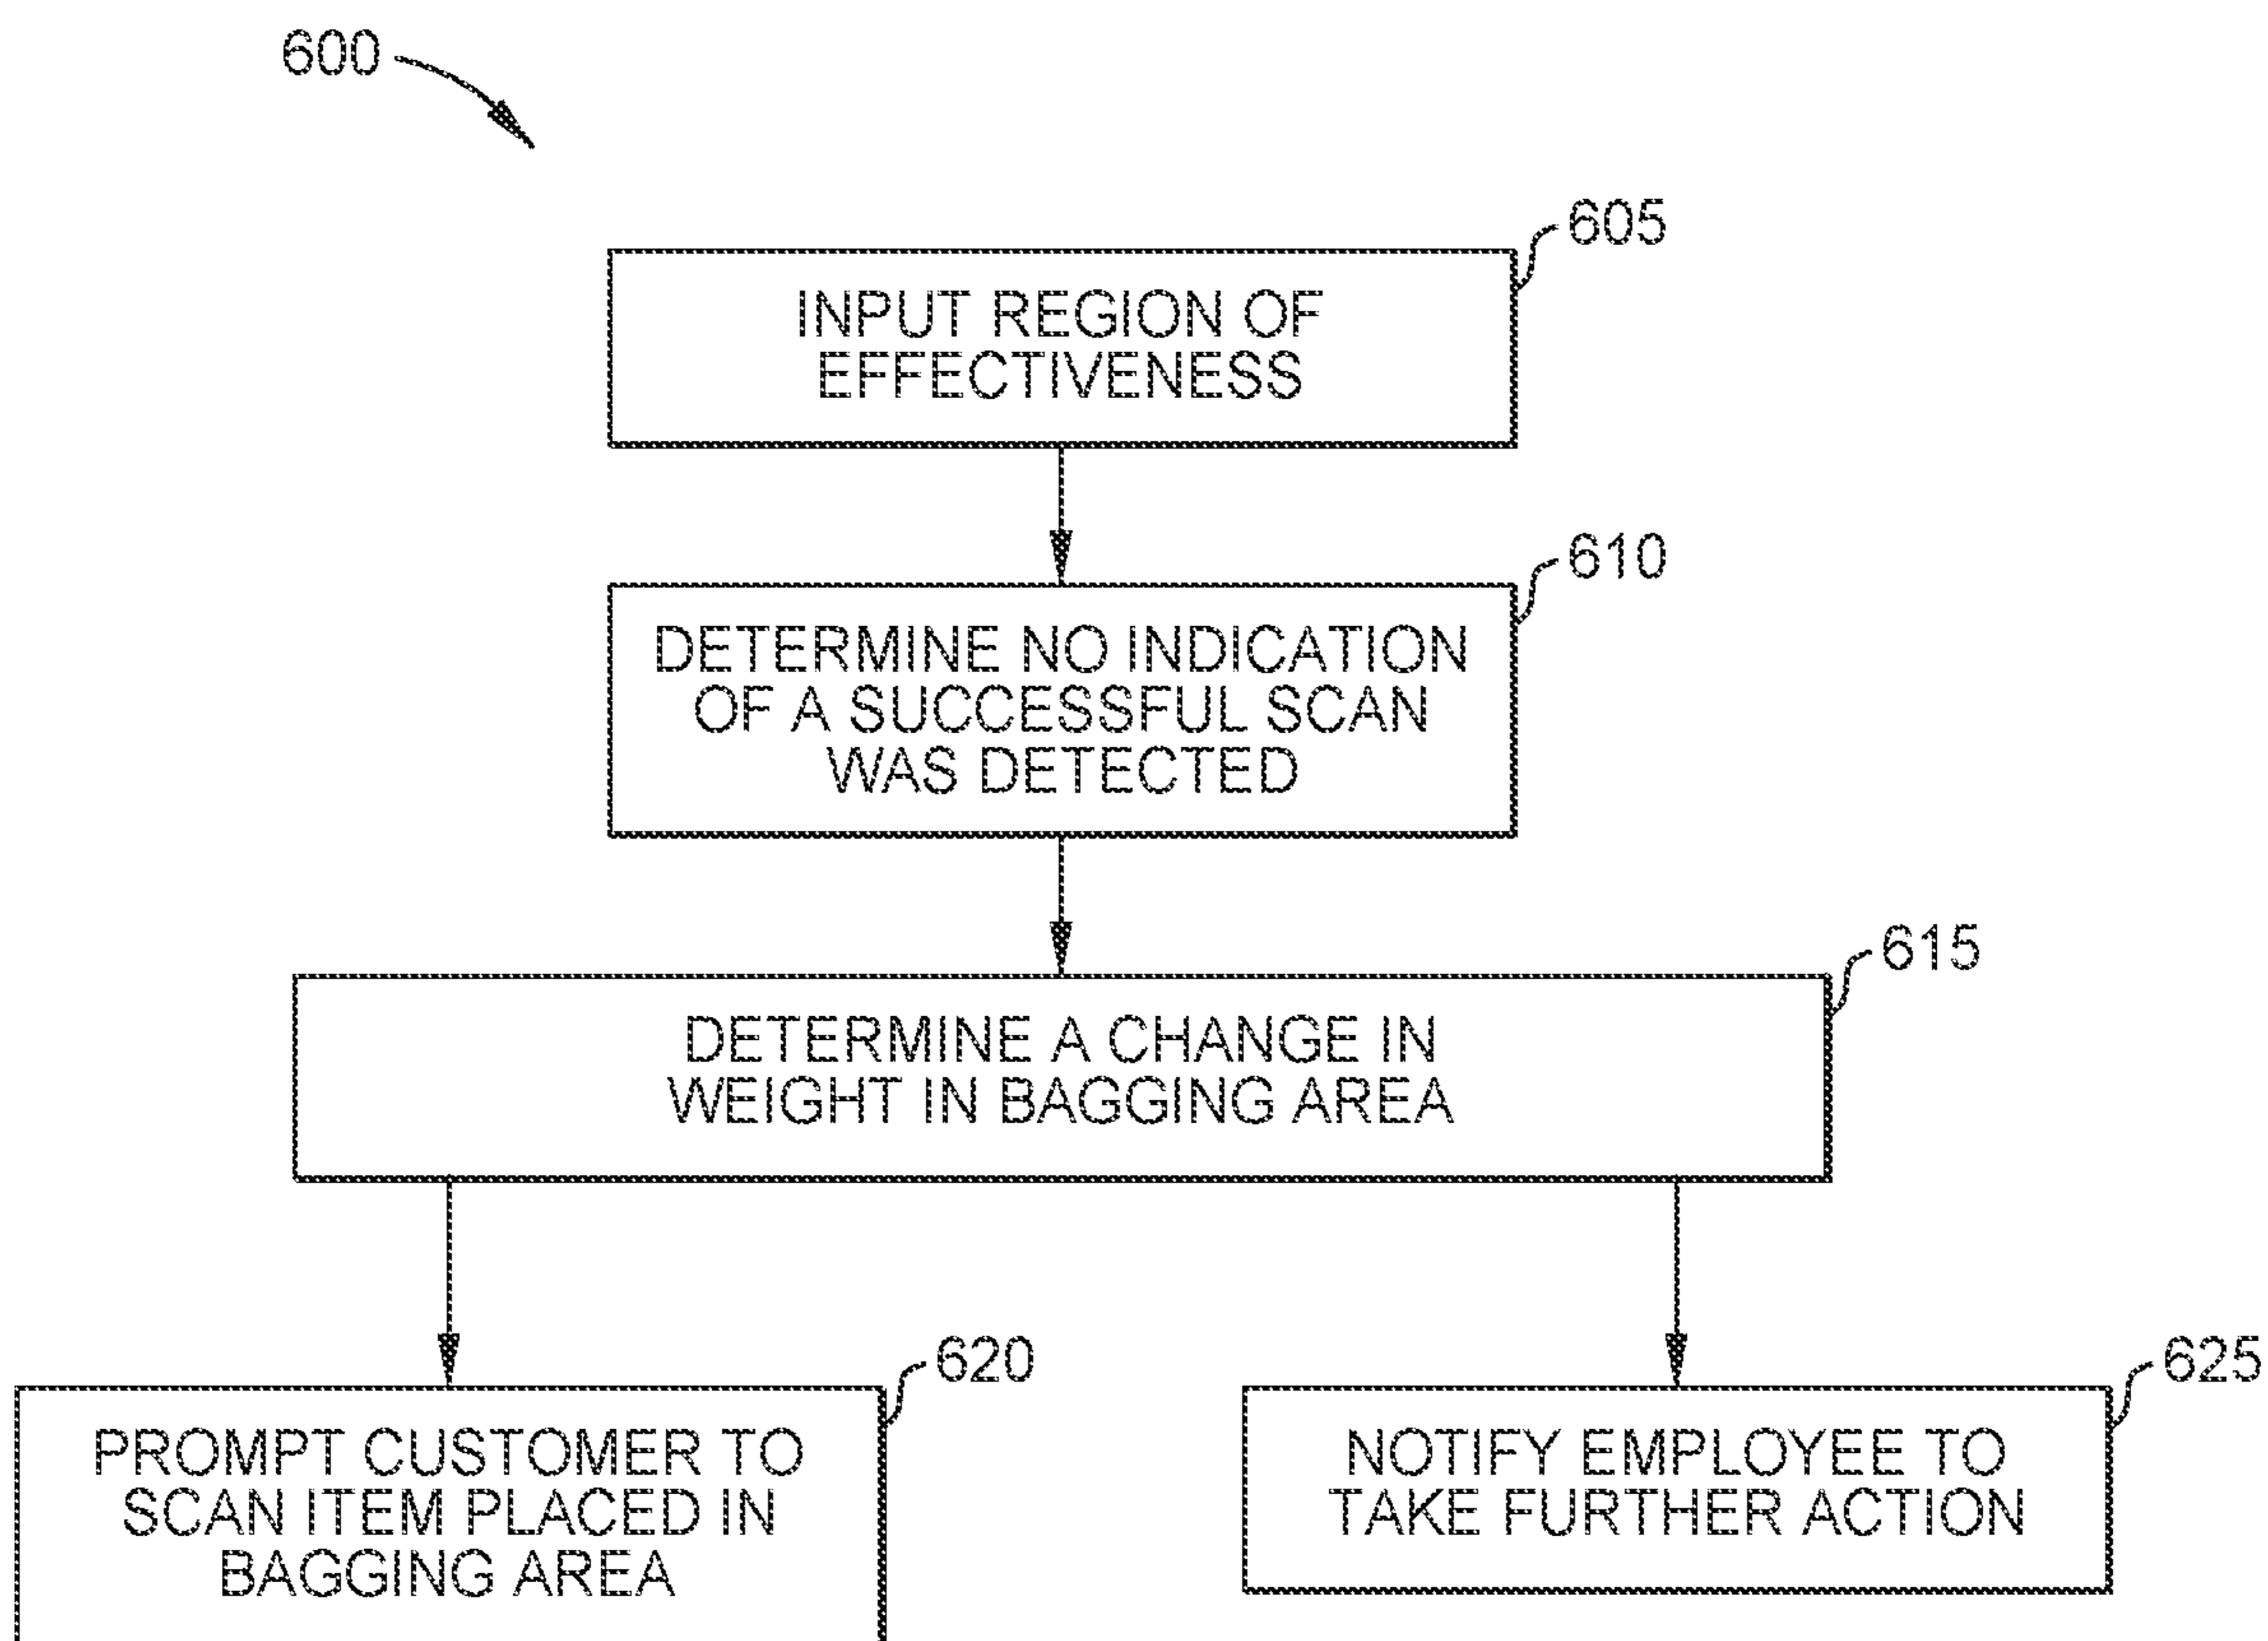 600
605
INPUT REGION OF
EFFECTIVENESS
610
DETERMINE NO INDICATION
OF A SUCCESSFUL SCAN
WAS DETECTED
615
DETERMINE A CHANGE IN
WEIGHT IN BAGGING AREA
620
PROMPT CUSTOMER TO
SCAN ITEM PLACED IN
BAGGING AREA
625
NOTIFY EMPLOYEE TO
TAKE FURTHER ACTION